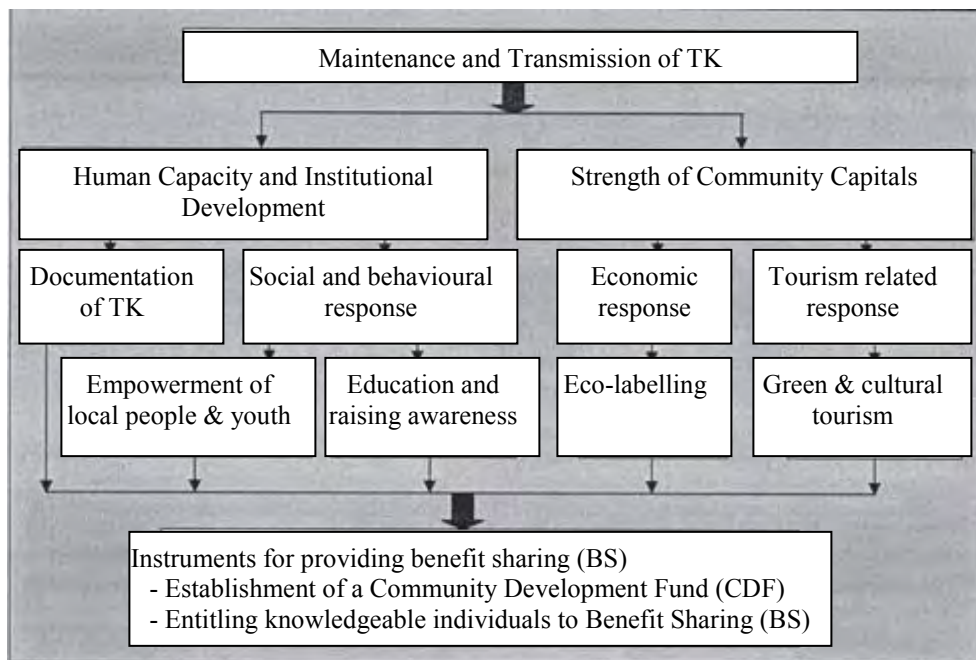 Maintenance and Transmission of TK
Human Capacity and Institutional
Development
Strength of Community Capitals
Documentation
of TK
Social and behavioural
response
Economic
response
Tourism related
response
Empowerment of
local people & youth
Education and
raising awareness
Eco-labelling
Green & cultural
tourism
Instruments for providing benefit sharing (BS)
- Establishment of a Community Development Fund (CDF)
- Entitling knowledgeable individuals to Benefit Sharing (BS)